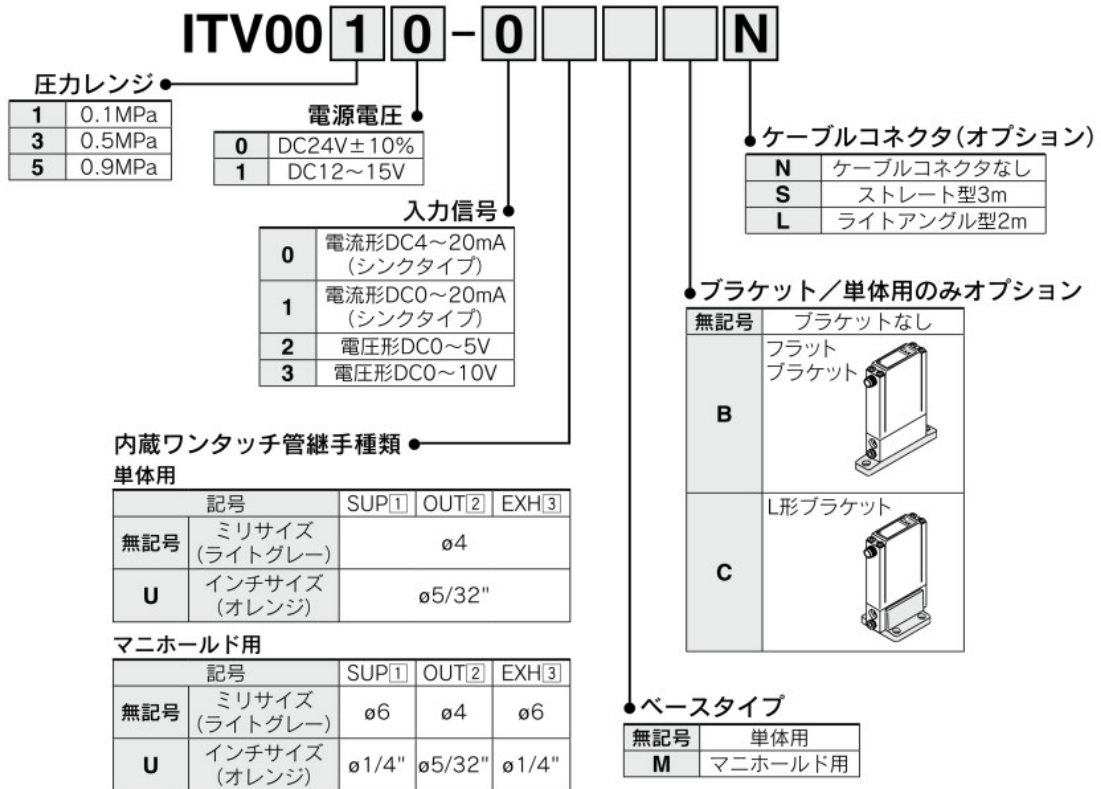 ITV00 1 0 - 0 N
圧力レンジ
1 0.1MPa
3 0.5MPa
5 0.9MPa
電源電圧
0 DC24V±10%
1 DC12～15V
入力信号
0 電流形DC4～20mA
(シンクタイプ)
1 電流形DC0～20mA
(シンクタイプ)
2 電圧形DC0～5V
3 電圧形DC0～10V
内蔵ワンタッチ管継手種類
単体用
記号 SUP1 OUT2 EXH3
無記号 ミリサイズ
(ライトグレー) ø4
U インチサイズ
(オレンジ) ø5/32"
マニホールド用
記号 SUP1 OUT2 EXH3
無記号 ミリサイズ
(ライトグレー) ø6 ø4 ø6
U インチサイズ
(オレンジ) ø1/4" ø5/32" ø1/4"
ケーブルコネクタ(オプション)
N ケーブルコネクタなし
S ストレート型3m
L ライトアングル型2m
ブラケット／単体用のみオプション
無記号 ブラケットなし
B フラット
ブラケット
C L形ブラケット
ベースタイプ
無記号 単体用
M マニホールド用